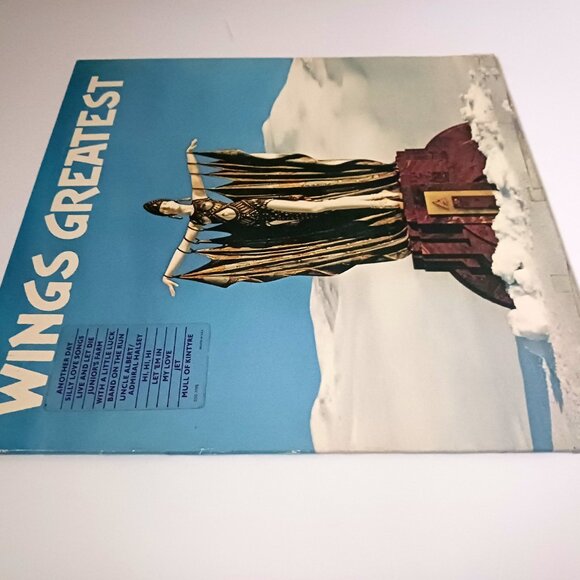 WINGS GREATEST
ANOTHER DAY
SILLY LOVE SONGS
LIVE AND LET DIE
JUNIOR'S FARM
WITH A LITTLE LUCK
BAND ON THE RUN
UNCLE ALBERT/
ADMIRAL HALSEY
HI, HI, HI
LET 'EM IN
MY LOVE
JET
MULL OF KINTYRE